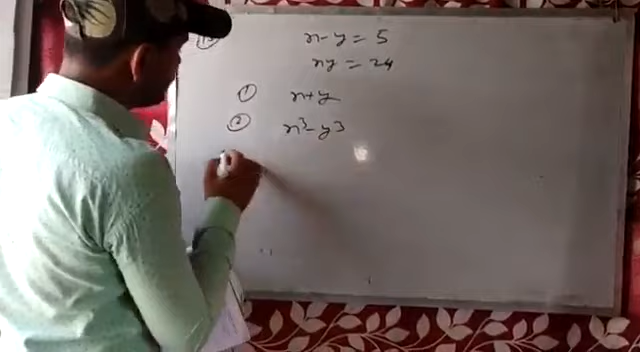 x-y = 5
xy = 24
① x+y
② x³-y³